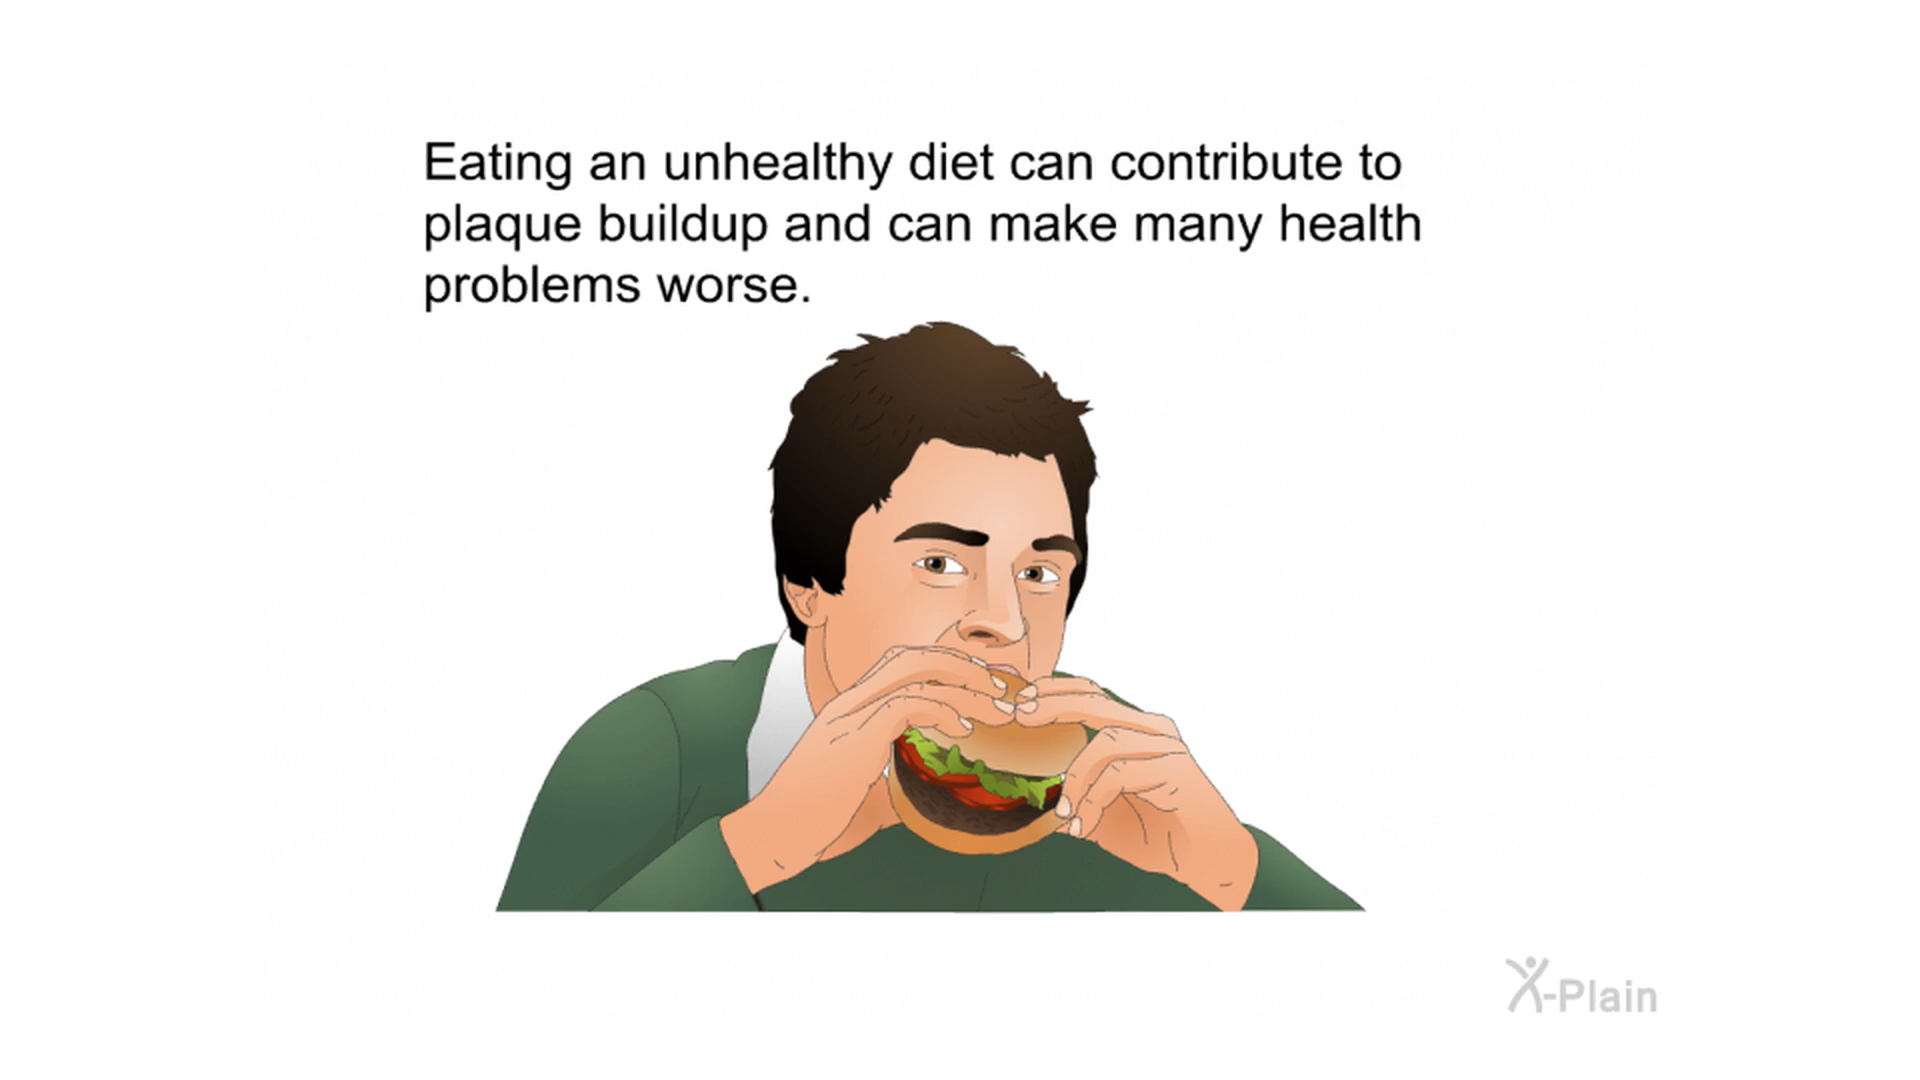 Eating an unhealthy diet can contribute to
plaque buildup and can make many health
problems worse.
X-Plain